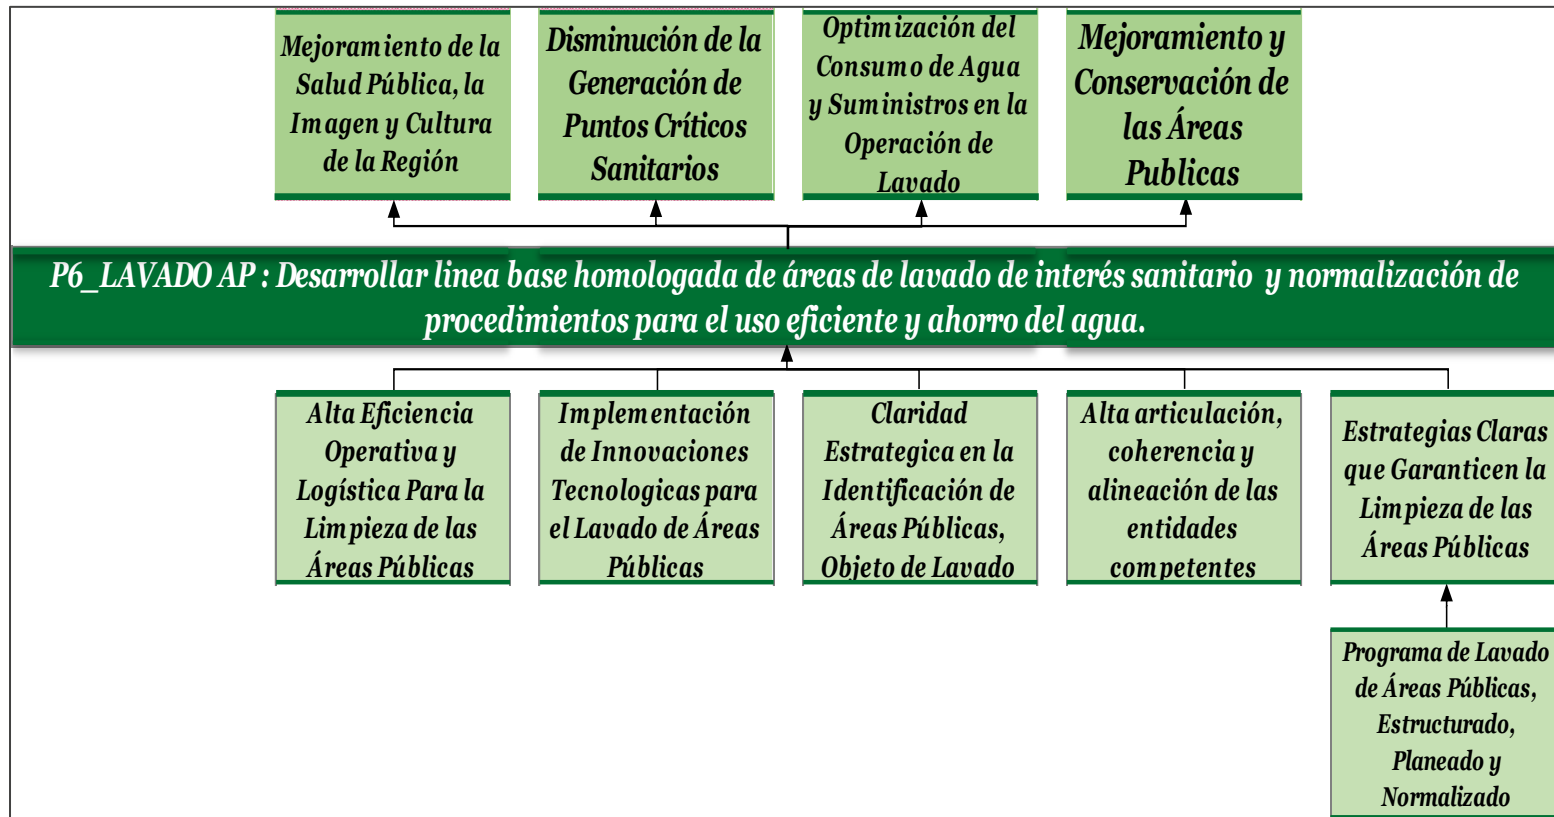 Mejoramiento de la
Salud Pública, la
Imagen y Cultura
de la Región
Disminución de la
Generación de
Puntos Críticos
Sanitarios
Optimización del
Consumo de Agua
y Suministros en la
Operación de
Lavado
Mejoramiento y
Conservación de
las Áreas
Publicas
P6_LAVADO AP : Desarrollar linea base homologada de áreas de lavado de interés sanitario y normalización de
procedimientos para el uso eficiente y ahorro del agua.
Alta Eficiencia
Operativa y
Logística Para la
Limpieza de las
Áreas Públicas
Implementación
de Innovaciones
Tecnologicas para
el Lavado de Áreas
Públicas
Claridad
Estrategica en la
Identificación de
Áreas Públicas,
Objeto de Lavado
Alta articulación,
coherencia y
alineación de las
entidades
competentes
Estrategias Claras
que Garanticen la
Limpieza de las
Áreas Públicas
Programa de Lavado
de Áreas Públicas,
Estructurado,
Planeado y
Normalizado